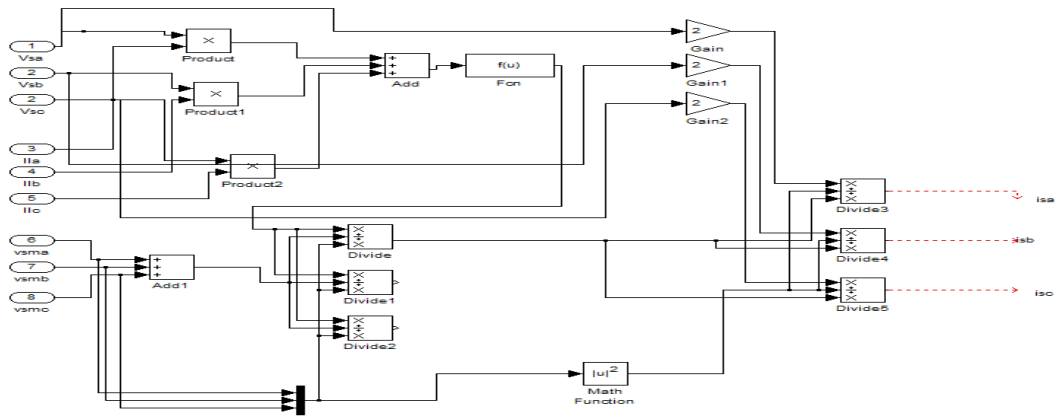 1
Vsa
2
Vsb
2
Vsc
3
IIa
4
IIb
5
IIc
6
vsma
7
vsmb
8
vsmc
×
Product
×
Product1
×
Product2
+
+
+
Add
f(u)
Fcn
2
Gain
2
Gain1
2
Gain2
+
+
+
Add1
×
÷
×
Divide
×
÷
×
Divide1
×
÷
×
Divide2
|u|²
Math
Function
×
÷
×
Divide3
×
÷
×
Divide4
×
÷
×
Divide5
isa
isb
isc